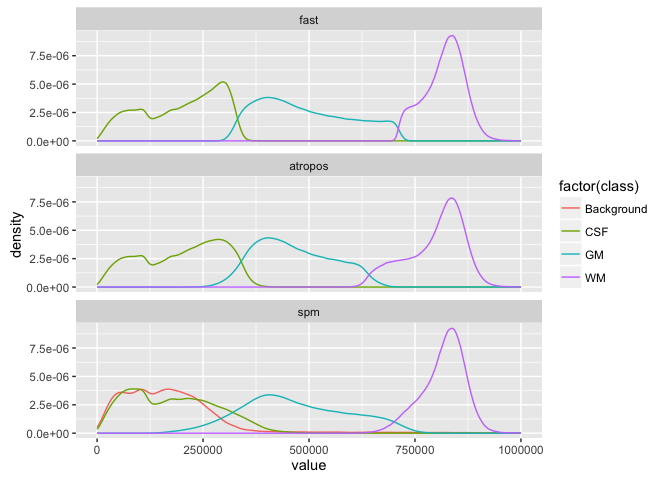 fast
7.5e-06
5.0e-06
2.5e-06
0.0e+00
atropos
7.5e-06
5.0e-06
2.5e-06
0.0e+00
spm
7.5e-06
5.0e-06
2.5e-06
0.0e+00
0 250000 500000 750000 1000000
value
density
factor(class)
Background
CSF
GM
WM